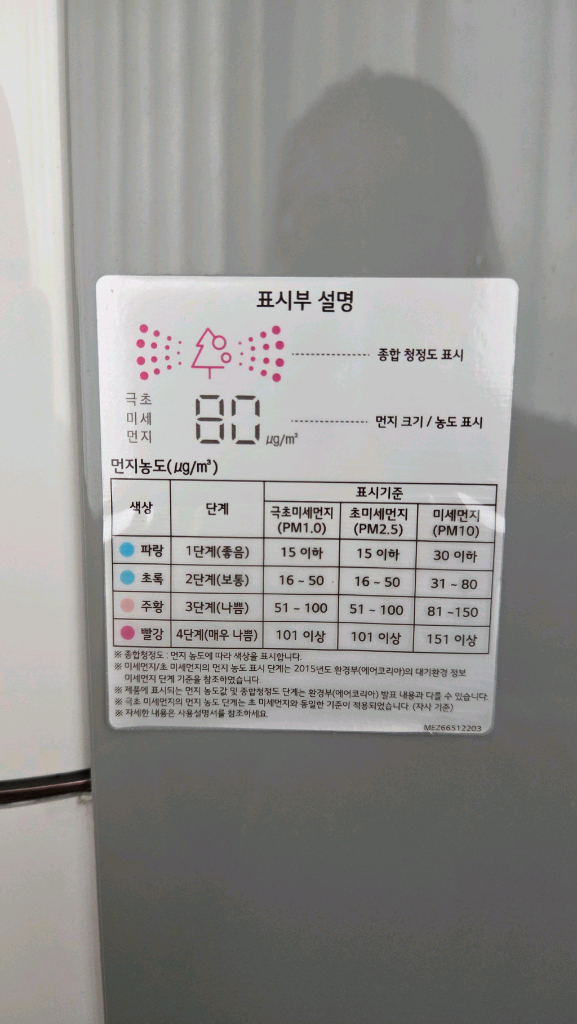 표시부 설명
종합 청정도 표시
극초
미세
먼지
80 μg/m³
먼지 크기 / 농도 표시
먼지농도(μg/m³)
색상 단계 표시기준
극초미세먼지 (PM1.0) 초미세먼지 (PM2.5) 미세먼지 (PM10)
파랑 1단계(좋음) 15 이하 15 이하 30 이하
초록 2단계(보통) 16 ~ 50 16 ~ 50 31 ~ 80
주황 3단계(나쁨) 51 ~ 100 51 ~ 100 81 ~150
빨강 4단계(매우 나쁨) 101 이상 101 이상 151 이상
※ 종합청정도 : 먼지 농도에 따라 색상을 표시합니다.
※ 미세먼지/초 미세먼지의 먼지 농도 표시 단계는 2015년도 환경부(에어코리아)의 대기환경 정보
미세먼지 단계 기준을 참조하였습니다.
※ 제품에 표시되는 먼지 농도값 및 종합청정도 단계는 환경부(에어코리아) 발표 내용과 다를 수 있습니다.
※ 극초 미세먼지의 먼지 농도 단계는 초 미세먼지와 동일한 기준이 적용되었습니다. (자사 기준)
※ 자세한 내용은 사용설명서를 참조하세요.
MEZ66512203